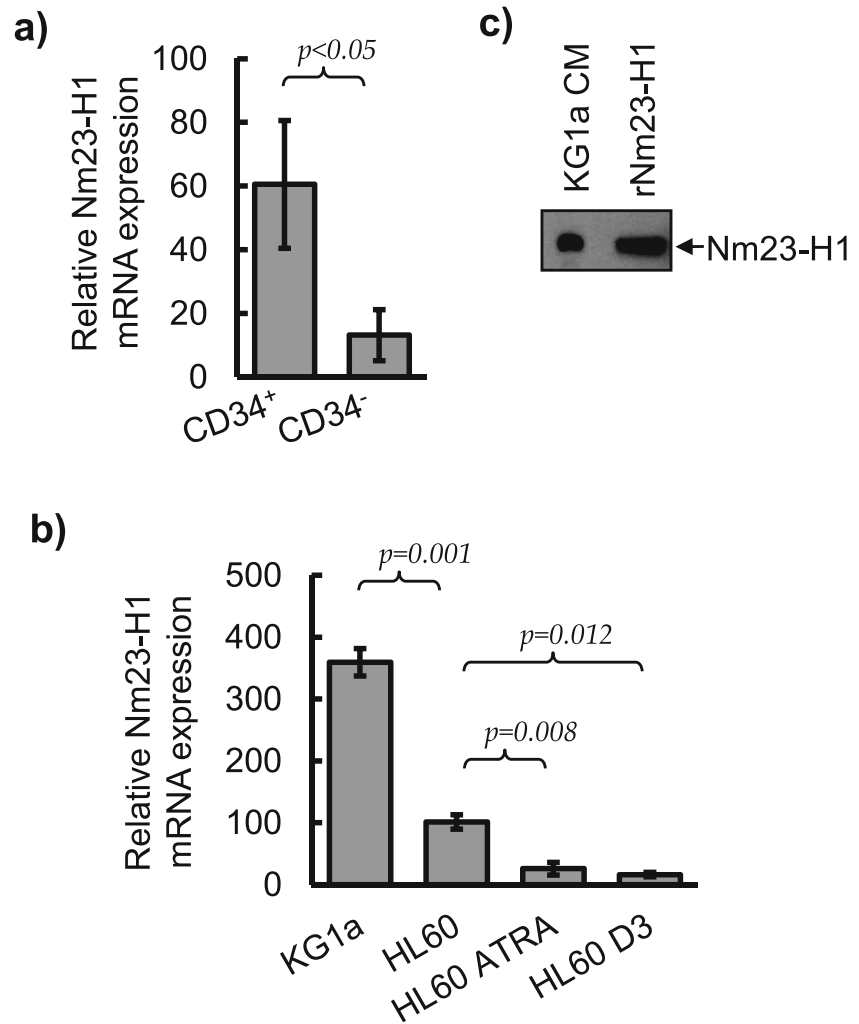 a)
p<0.05
Relative Nm23-H1
mRNA expression
100
80
60
40
20
0
CD34⁺
CD34⁻
c)
KG1a CM
rNm23-H1
Nm23-H1
b)
p=0.001
p=0.012
p=0.008
Relative Nm23-H1
mRNA expression
500
400
300
200
100
0
KG1a
HL60
HL60 ATRA
HL60 D3